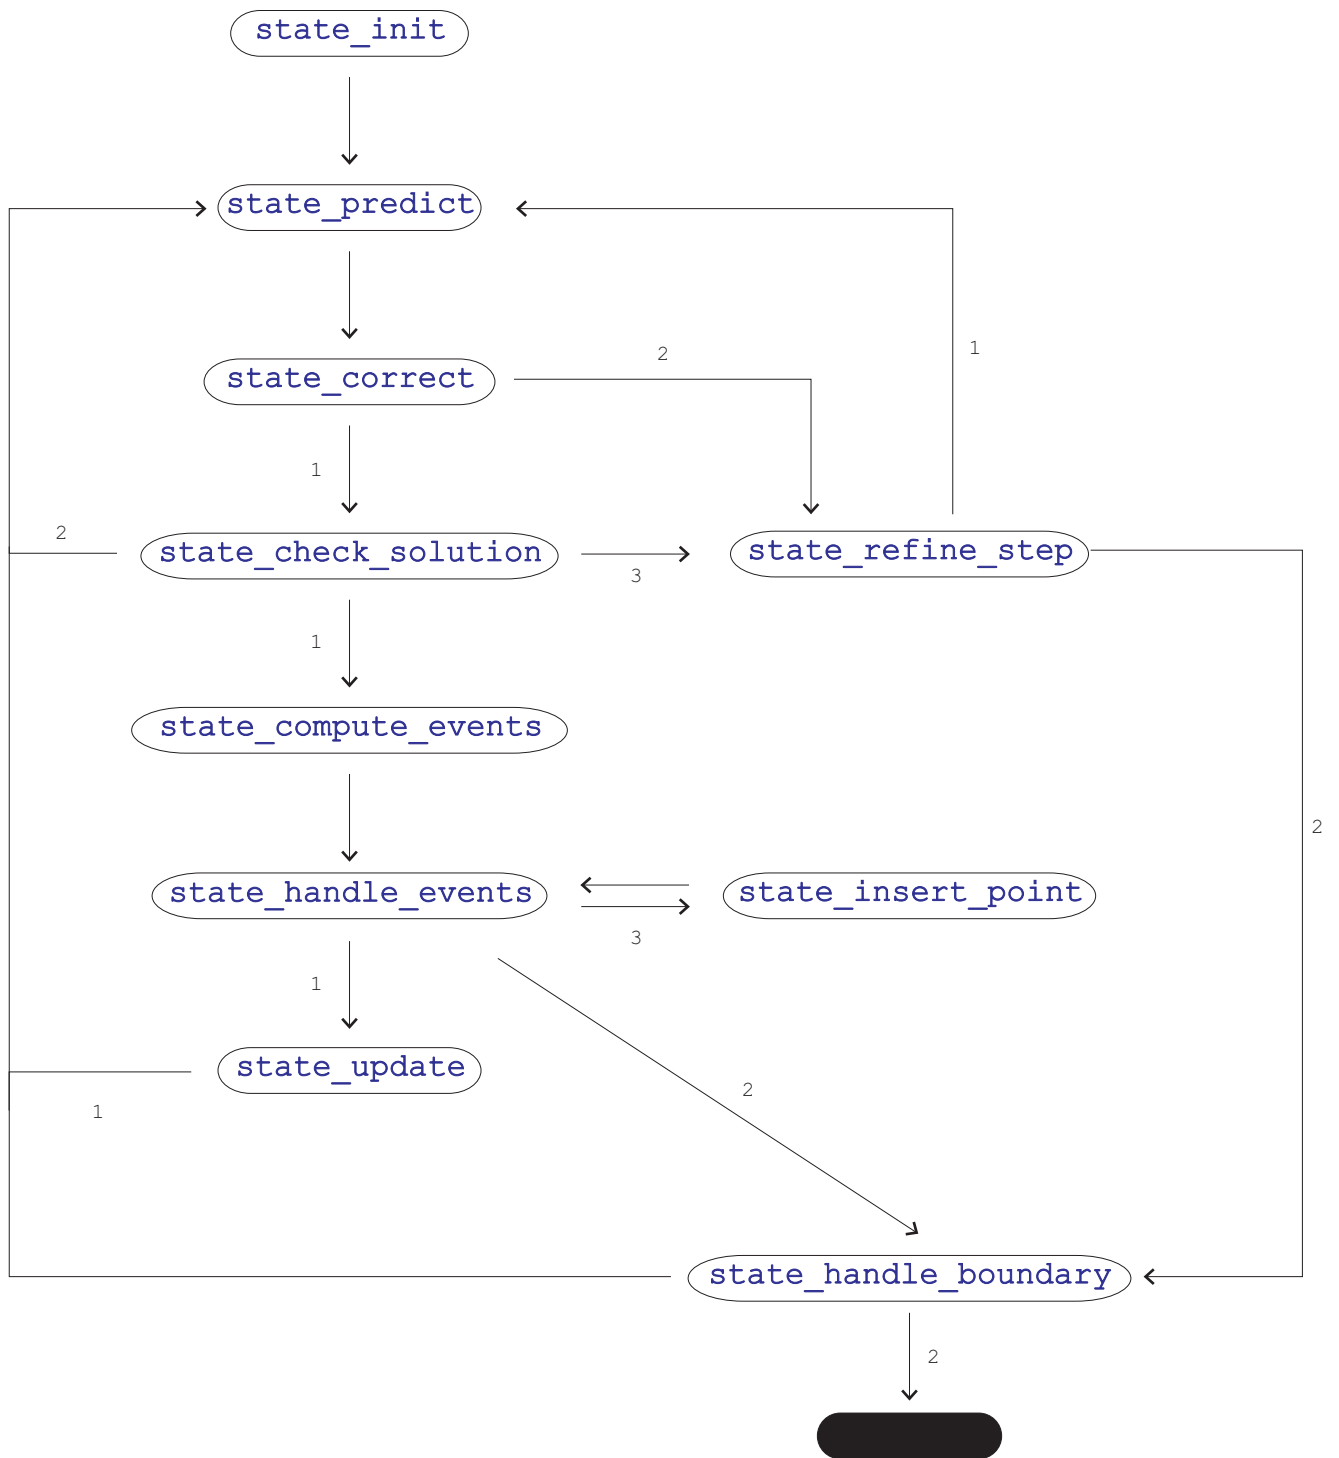 state_init
state_predict
2
1
state_correct
1
2
state_check_solution
3
state_refine_step
1
state_compute_events
2
state_handle_events
state_insert_point
3
1
state_update
2
1
state_handle_boundary
2